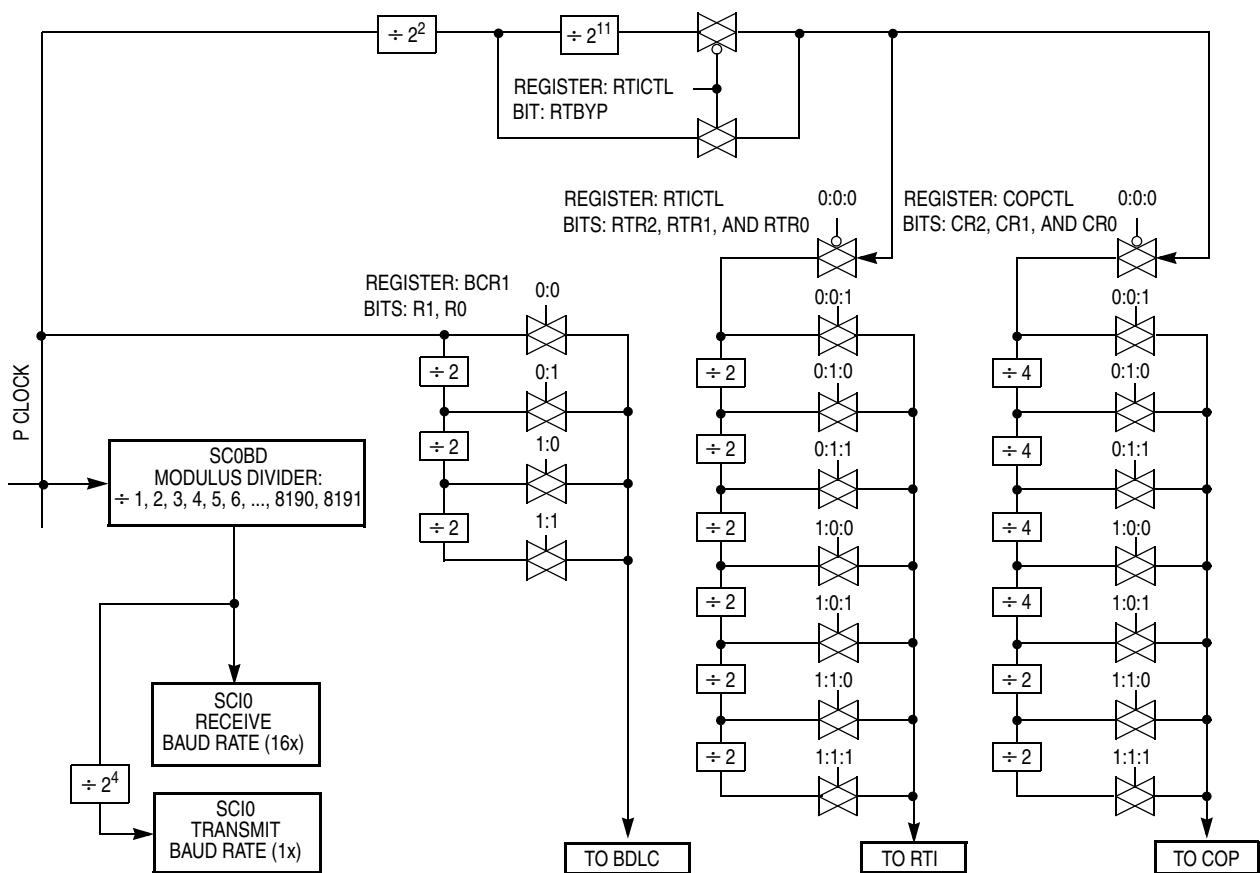 ÷ 2²
÷ 2¹¹
REGISTER: RTICTL
BIT: RTBYP
REGISTER: RTICTL
BITS: RTR2, RTR1, AND RTR0
0:0:0
REGISTER: COPCTL
BITS: CR2, CR1, AND CR0
0:0:0
REGISTER: BCR1
BITS: R1, R0
0:0
0:0:1
0:0:1
P CLOCK
÷ 2
÷ 2
÷ 4
0:1
0:1:0
0:1:0
SC0BD
MODULUS DIVIDER:
÷ 1, 2, 3, 4, 5, 6, ..., 8190, 8191
÷ 2
÷ 2
÷ 4
1:0
0:1:1
0:1:1
÷ 2
÷ 2
÷ 4
1:1
1:0:0
1:0:0
÷ 2
÷ 4
1:0:1
1:0:1
÷ 2
÷ 2
1:1:0
1:1:0
SCI0
RECEIVE
BAUD RATE (16x)
÷ 2
÷ 2
1:1:1
1:1:1
÷ 2⁴
SCI0
TRANSMIT
BAUD RATE (1x)
TO BDLC
TO RTI
TO COP